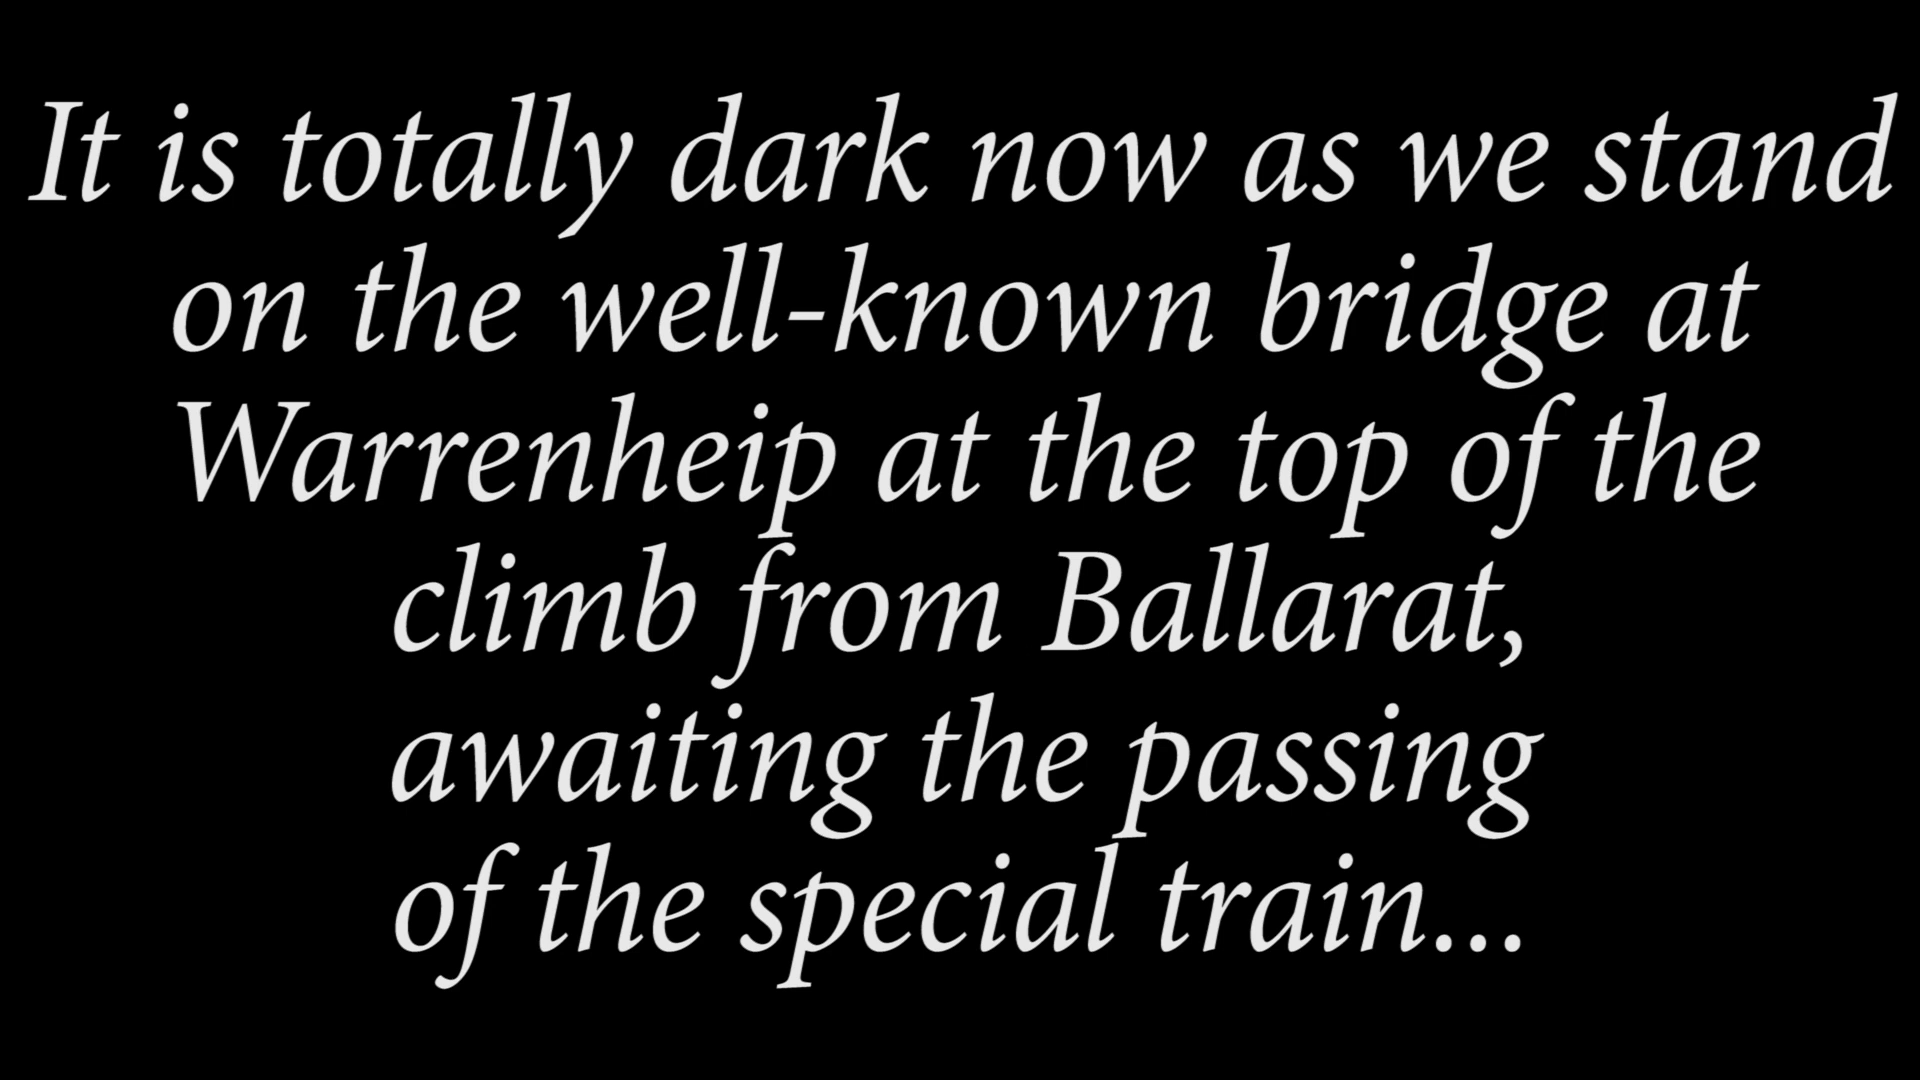 It is totally dark now as we stand
on the well-known bridge at
Warrenheip at the top of the
climb from Ballarat,
awaiting the passing
of the special train...